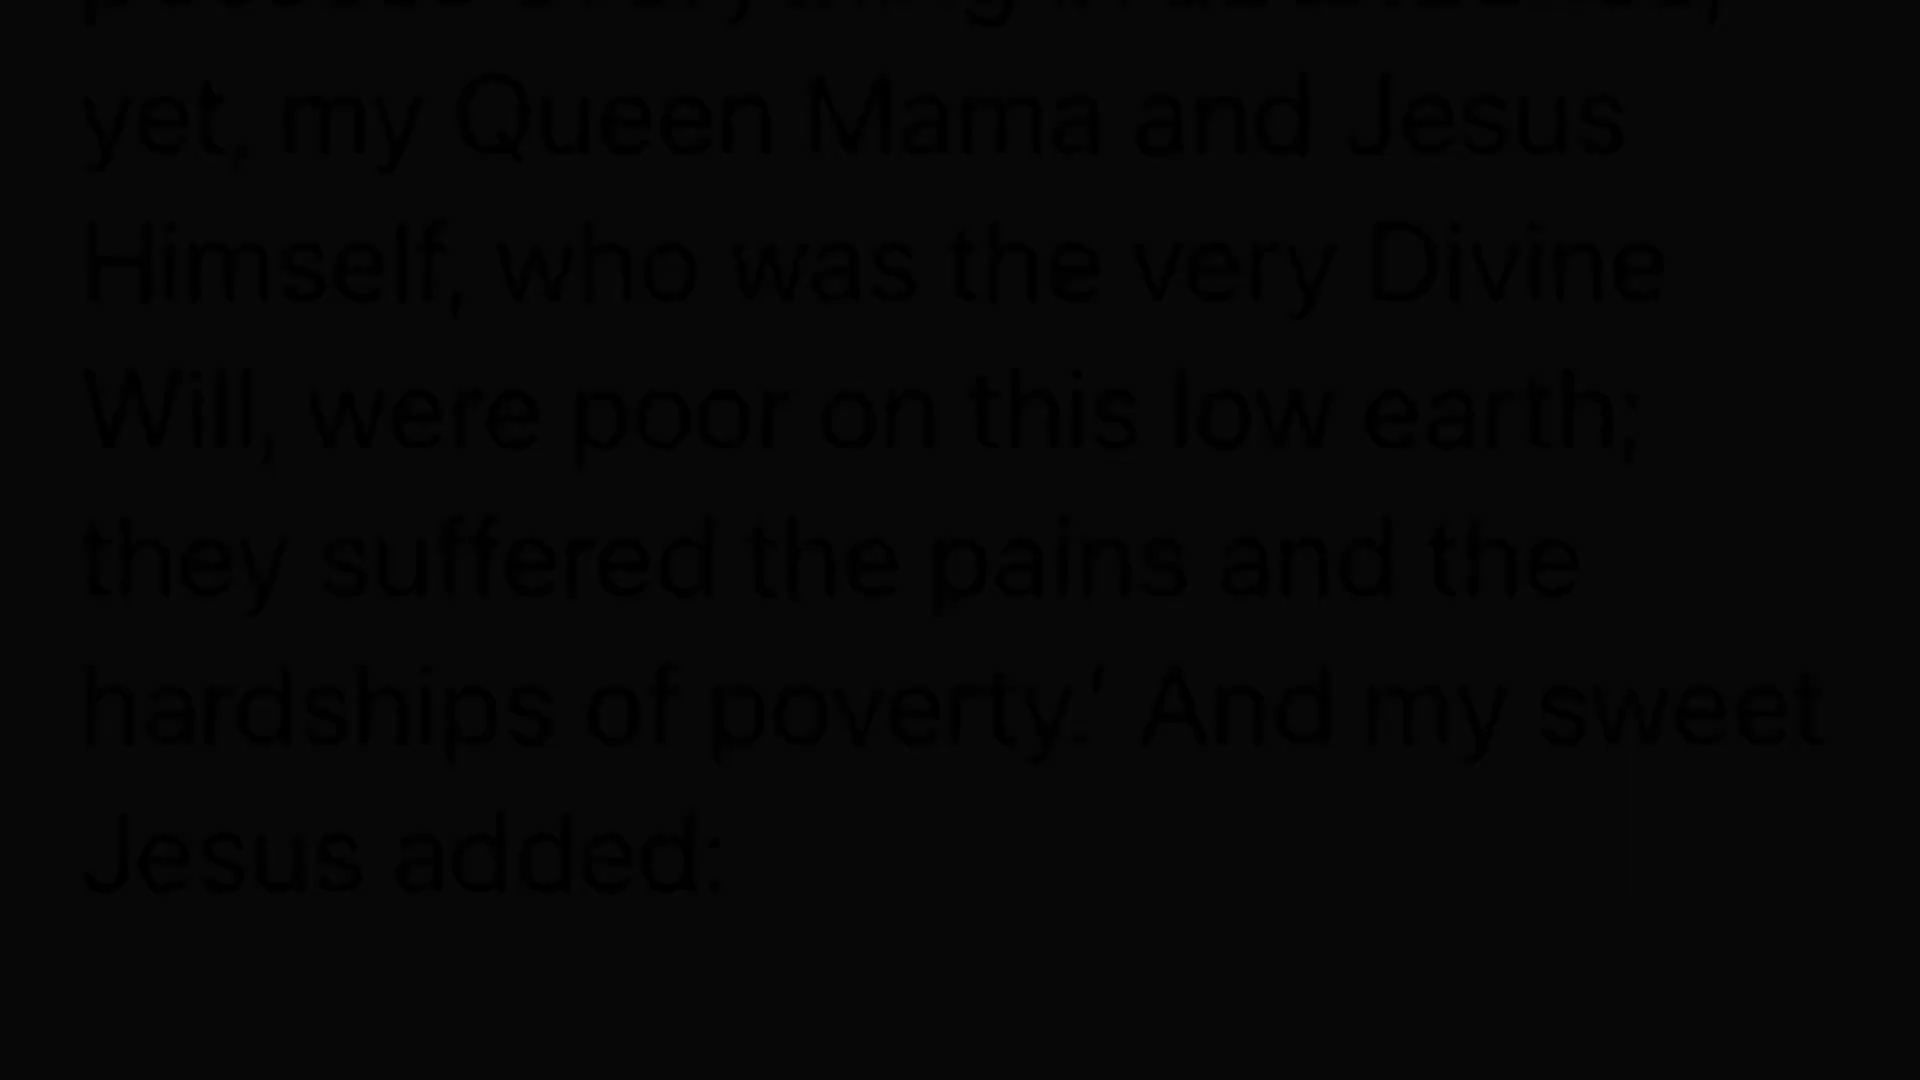 yet, my Queen Mama and Jesus
Himself, who was the very Divine
Will, were poor on this low earth;
they suffered the pains and the
hardships of poverty.’ And my sweet
Jesus added: